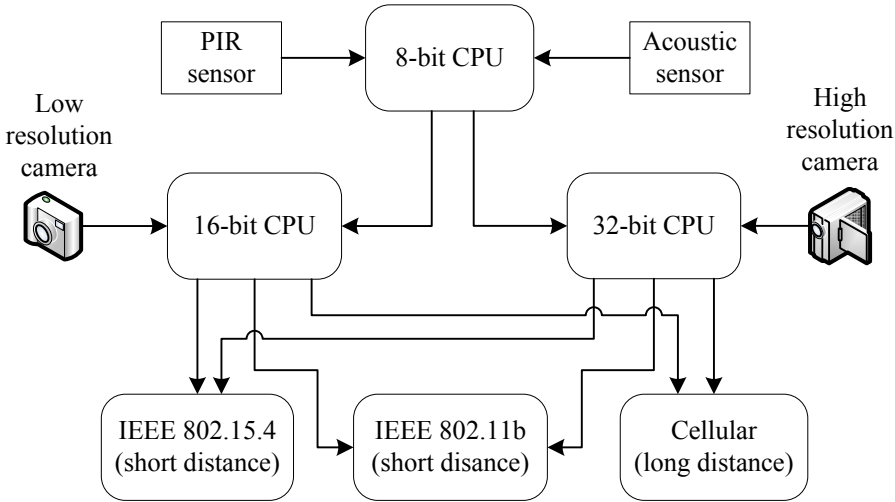 PIR
sensor
8-bit CPU
Acoustic
sensor
Low
resolution
camera
High
resolution
camera
16-bit CPU
32-bit CPU
IEEE 802.15.4
(short distance)
IEEE 802.11b
(short disance)
Cellular
(long distance)